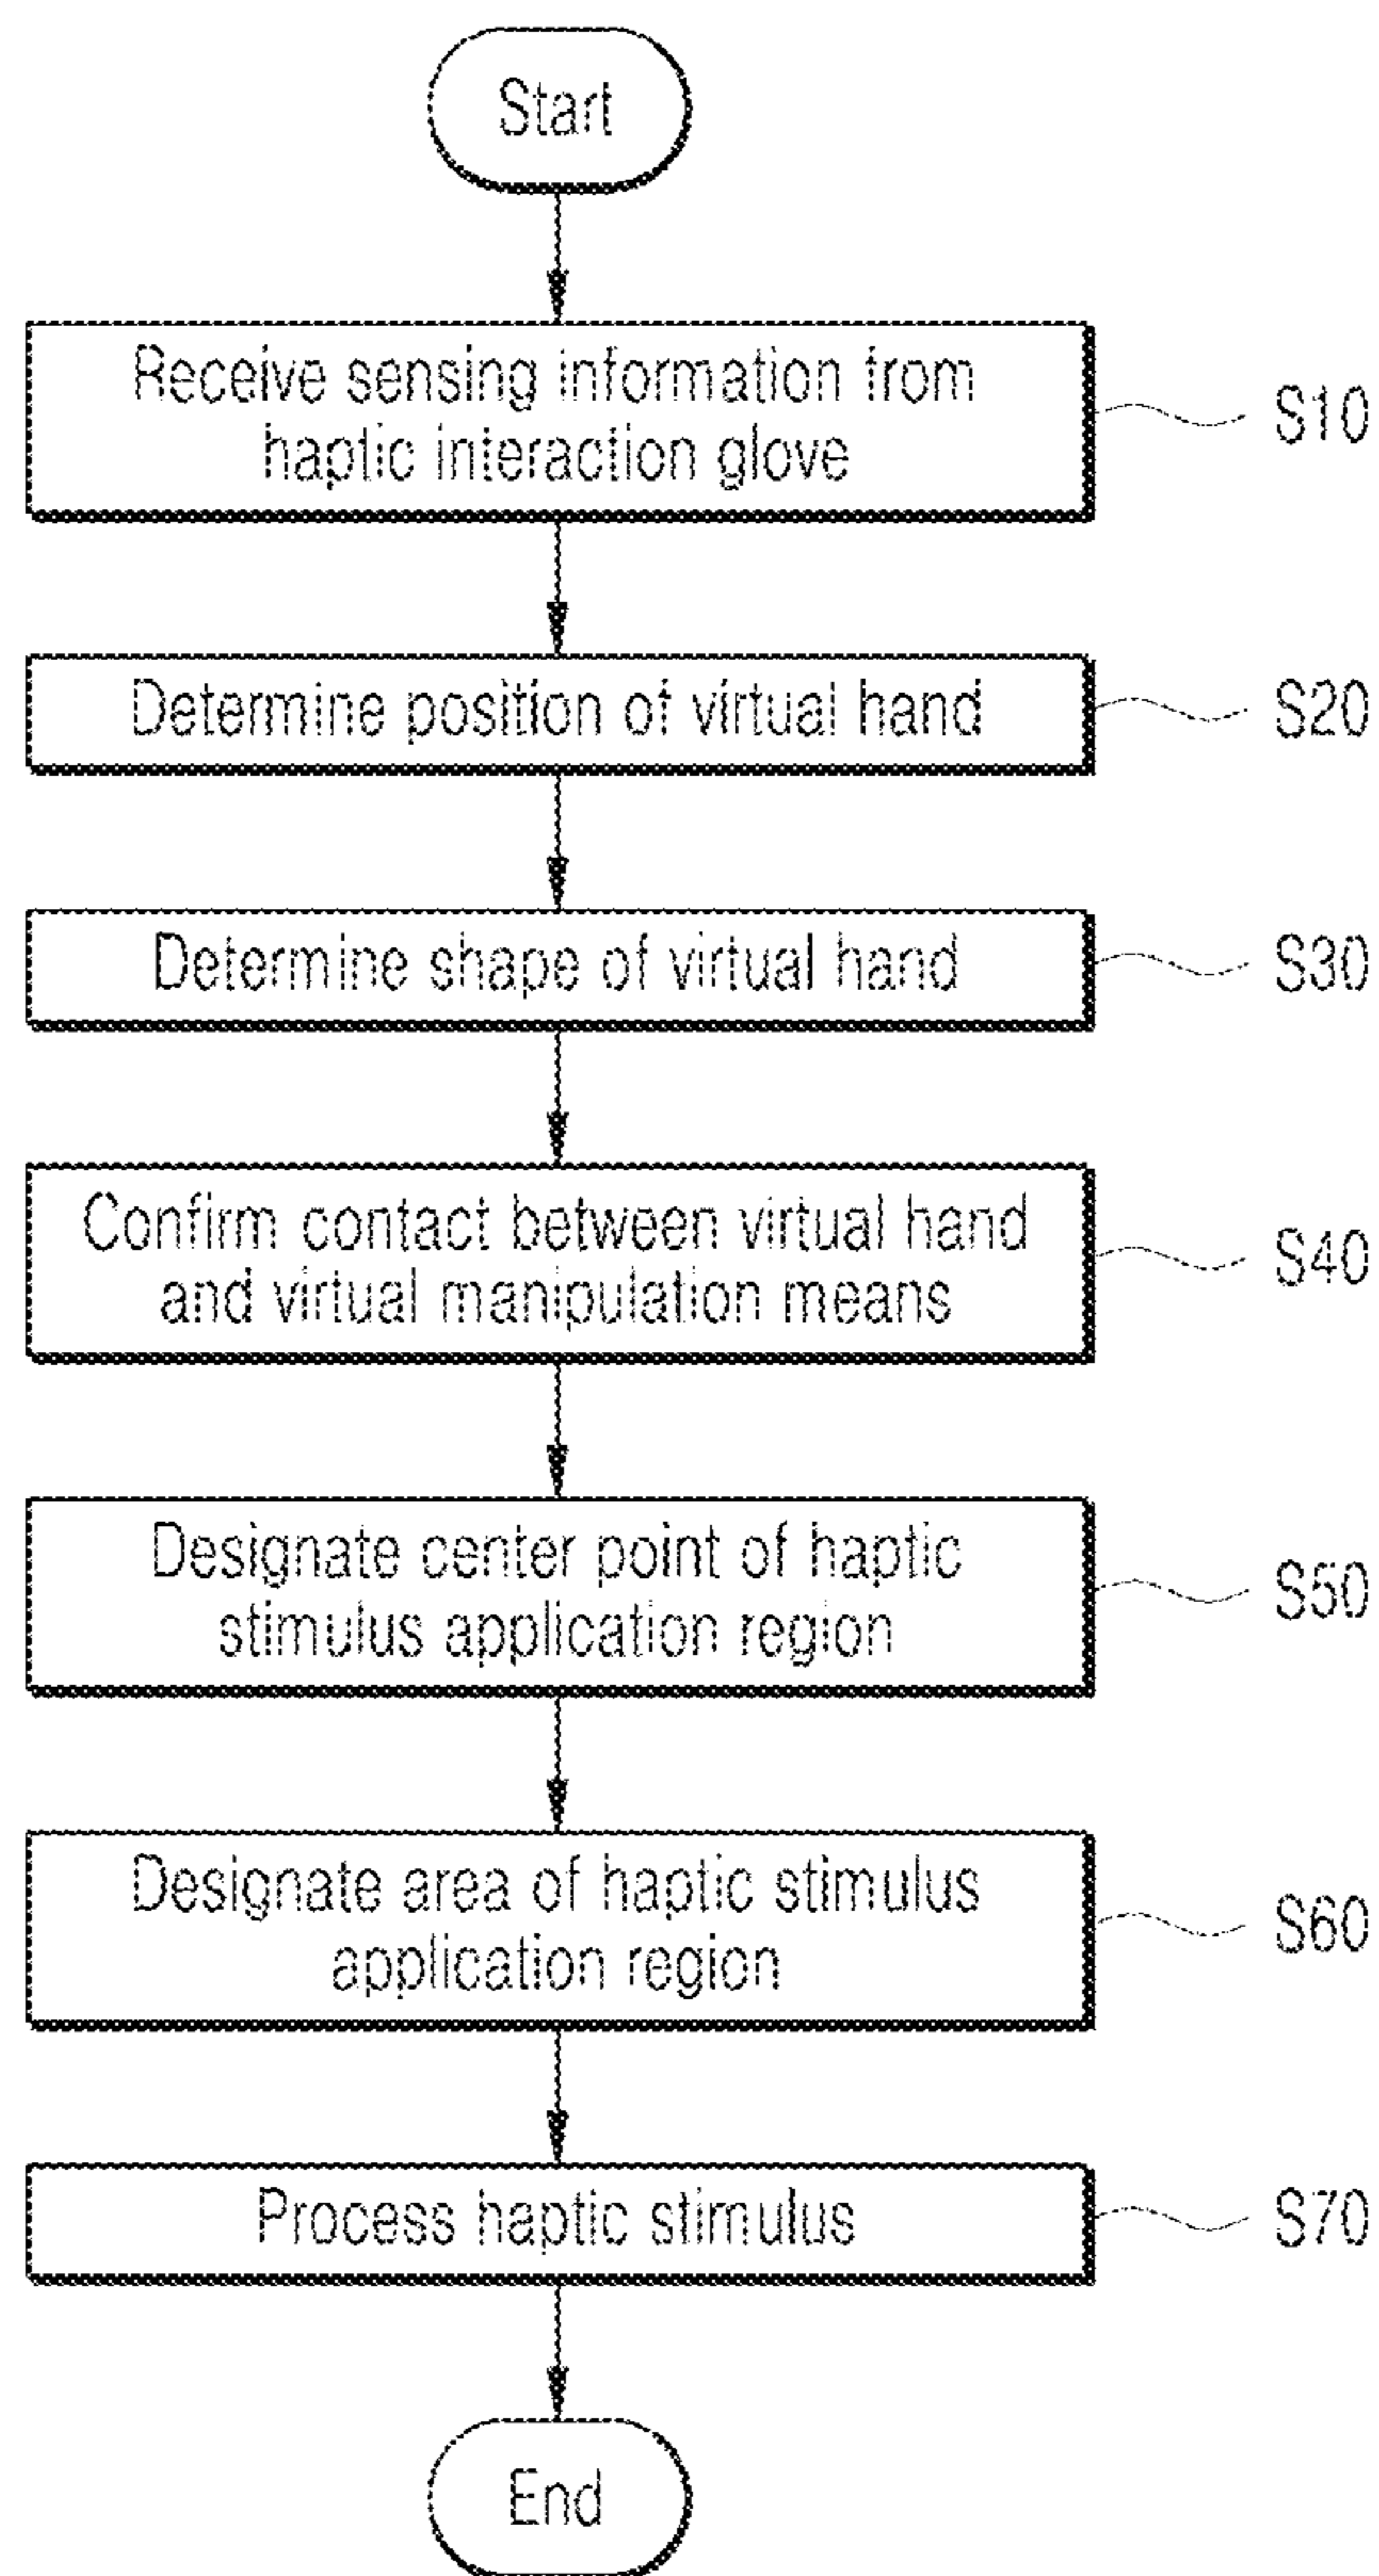 Start
Receive sensing information from
haptic interaction glove
S10
Determine position of virtual hand
S20
Determine shape of virtual hand
S30
Confirm contact between virtual hand
and virtual manipulation means
S40
Designate center point of haptic
stimulus application region
S50
Designate area of haptic stimulus
application region
S60
Process haptic stimulus
S70
End